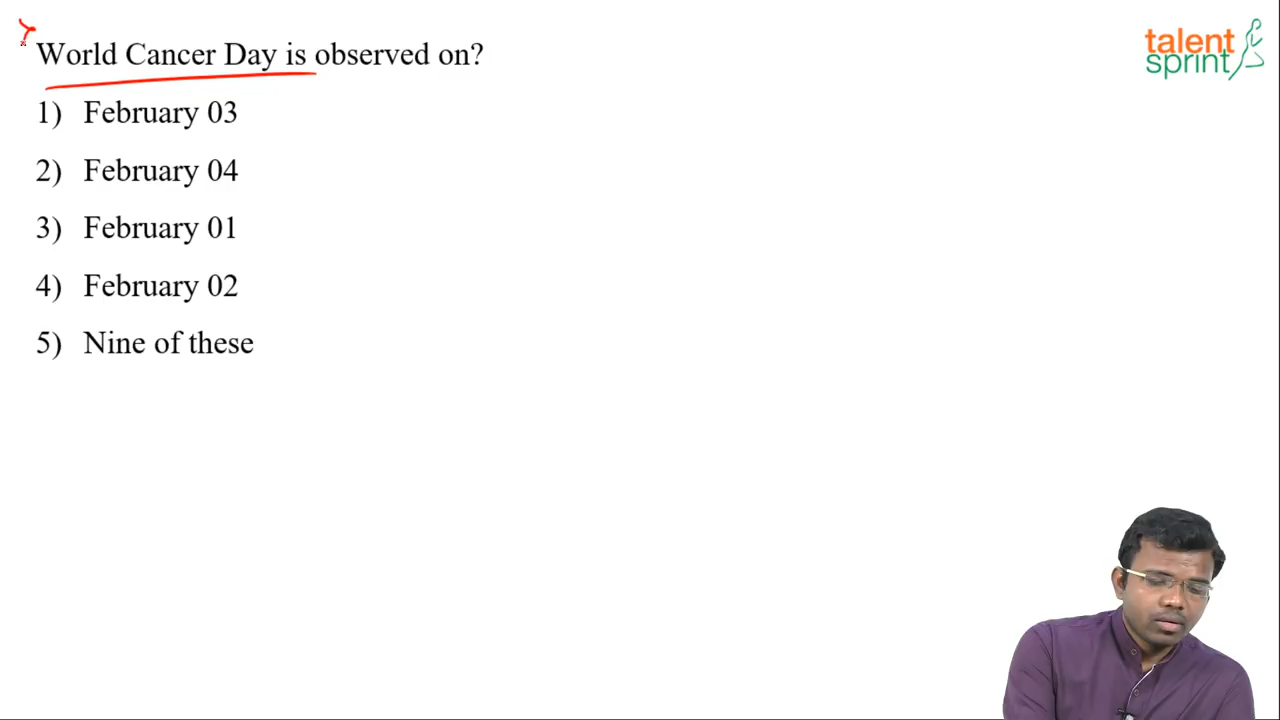 World Cancer Day is observed on?
1) February 03
2) February 04
3) February 01
4) February 02
5) Nine of these
talent
sprint